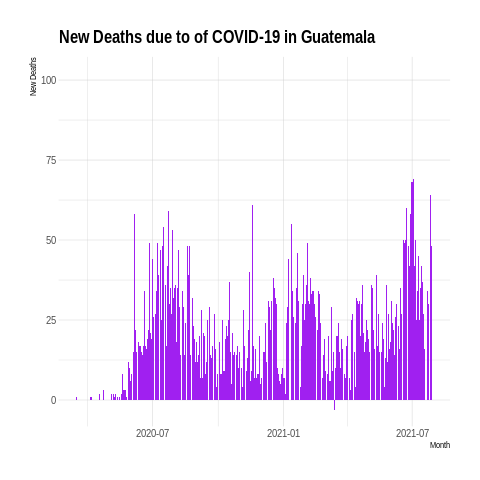 New Deaths due to of COVID-19 in Guatemala
New Deaths
100
75
50
25
0
2020-07
2021-01
2021-07
Month